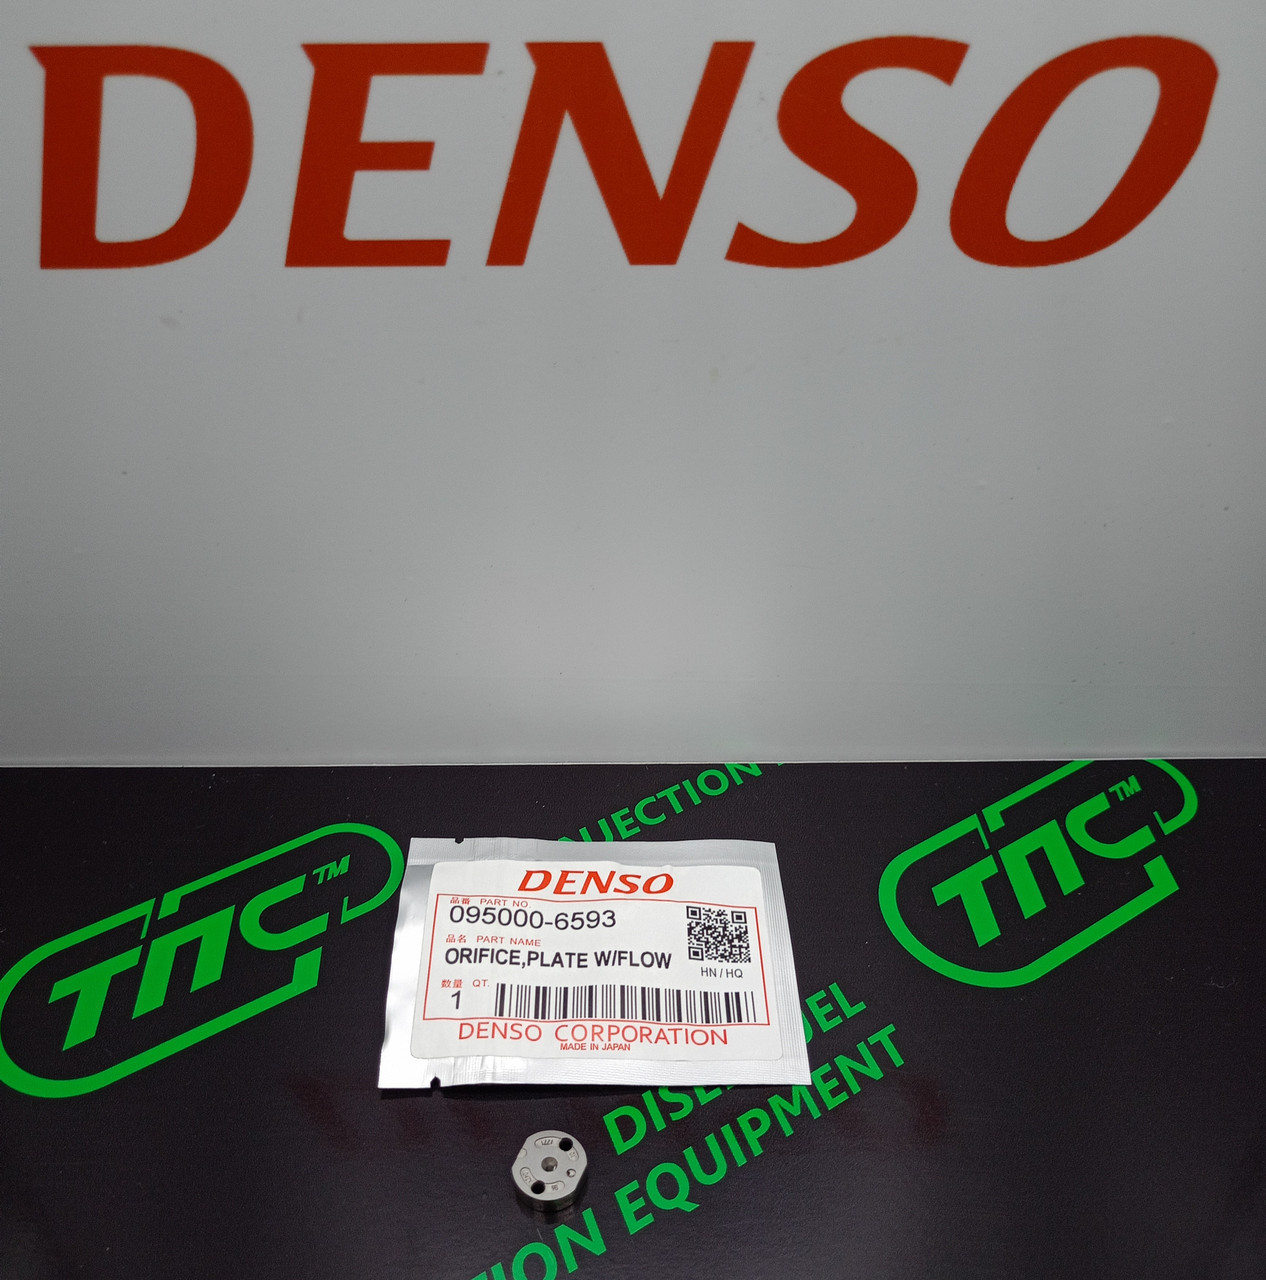 DENSO
INJECTION
TNC™
TNC™
DENSO
品番 PART NO.
095000-6593
品名 PART NAME
ORIFICE,PLATE W/FLOW
HN / HQ
数量 QT.
1
DENSO CORPORATION
MADE IN JAPAN
EQUIPMENT